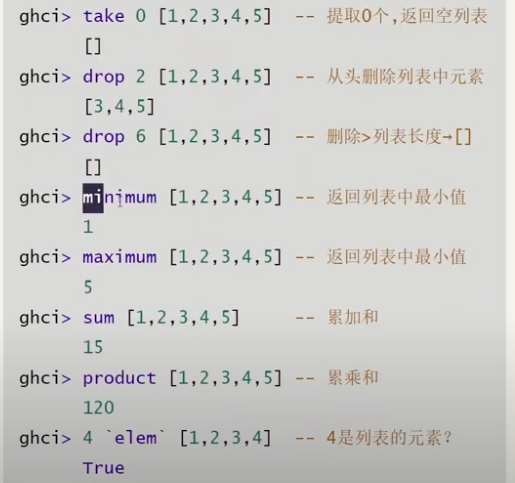 ghci> take 0 [1,2,3,4,5] -- 提取0个,返回空列表
[]
ghci> drop 2 [1,2,3,4,5] -- 从头删除列表中元素
[3,4,5]
ghci> drop 6 [1,2,3,4,5] -- 删除>列表长度→[]
[]
ghci> minimum [1,2,3,4,5] -- 返回列表中最小值
1
ghci> maximum [1,2,3,4,5] -- 返回列表中最小值
5
ghci> sum [1,2,3,4,5] -- 累加和
15
ghci> product [1,2,3,4,5] -- 累乘和
120
ghci> 4 `elem` [1,2,3,4] -- 4是列表的元素?
True